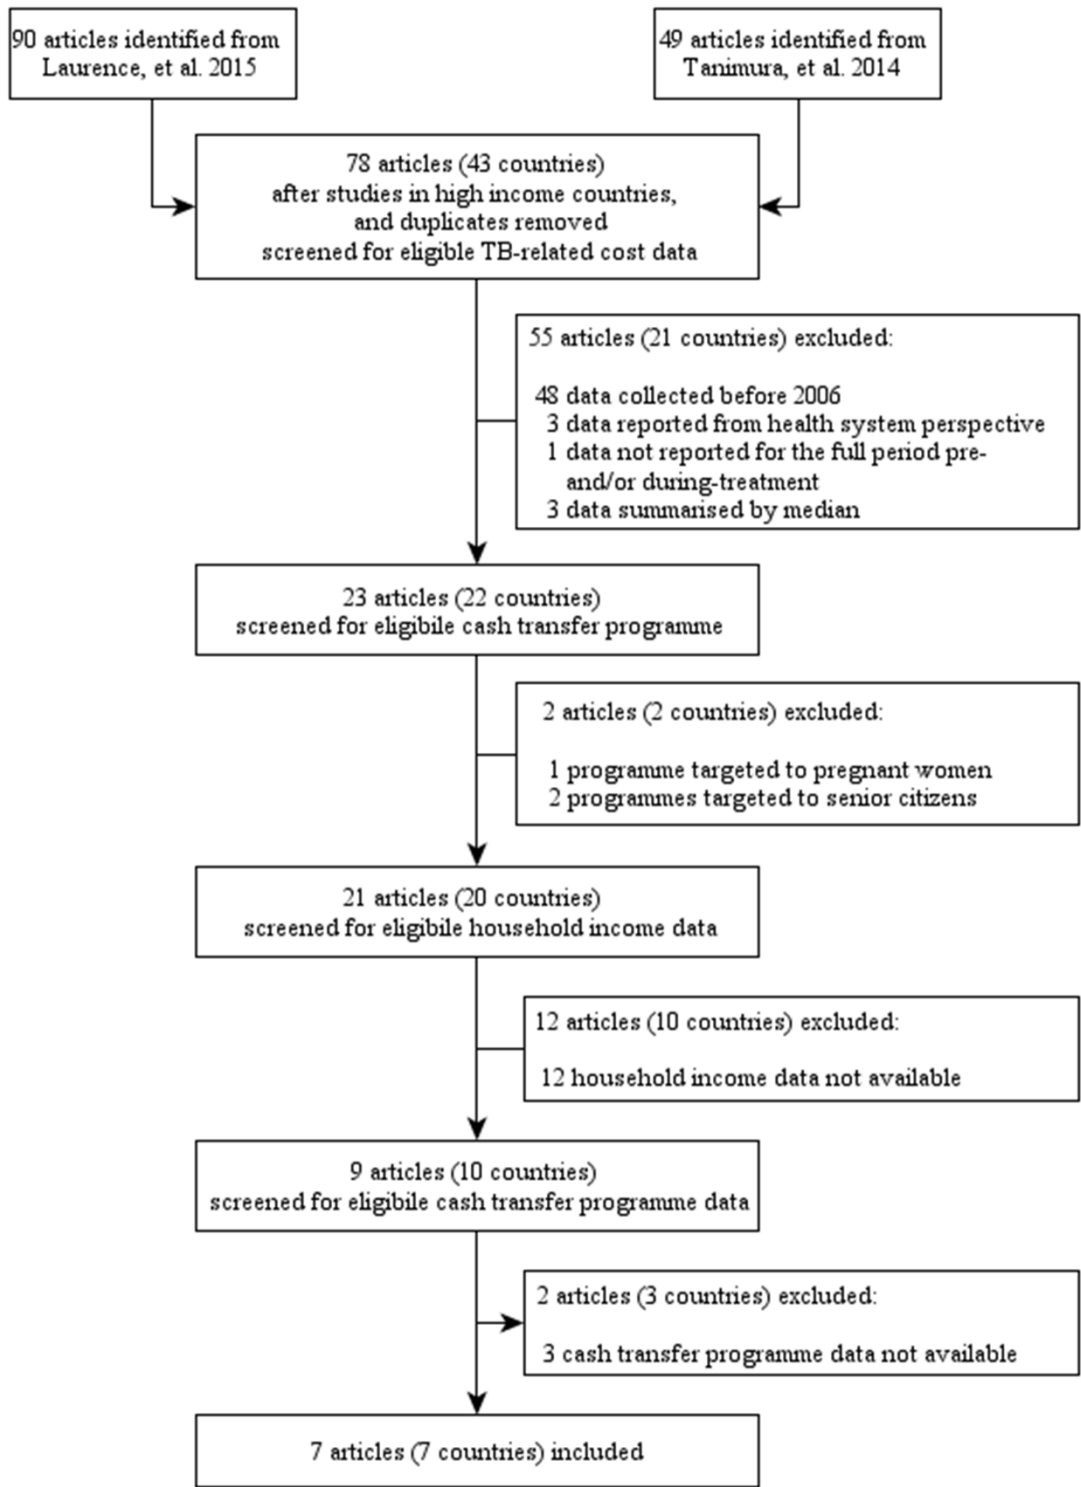 90 articles identified from
Laurence, et al. 2015
49 articles identified from
Tanimura, et al. 2014
78 articles (43 countries)
after studies in high income countries,
and duplicates removed
screened for eligible TB-related cost data
55 articles (21 countries) excluded:
48 data collected before 2006
3 data reported from health system perspective
1 data not reported for the full period pre-
and/or during-treatment
3 data summarised by median
23 articles (22 countries)
screened for eligibile cash transfer programme
2 articles (2 countries) excluded:
1 programme targeted to pregnant women
2 programmes targeted to senior citizens
21 articles (20 countries)
screened for eligibile household income data
12 articles (10 countries) excluded:
12 household income data not available
9 articles (10 countries)
screened for eligibile cash transfer programme data
2 articles (3 countries) excluded:
3 cash transfer programme data not available
7 articles (7 countries) included